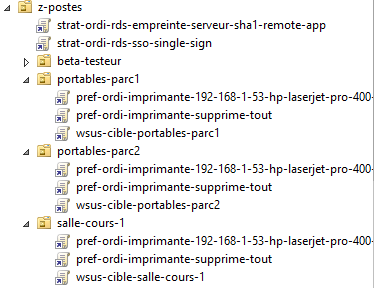 z-postes
strat-ordi-rds-empreinte-serveur-sha1-remote-app
strat-ordi-rds-sso-single-sign
beta-testeur
portables-parc1
pref-ordi-imprimante-192-168-1-53-hp-laserjet-pro-400-
pref-ordi-imprimante-supprime-tout
wsus-cible-portables-parc1
portables-parc2
pref-ordi-imprimante-192-168-1-53-hp-laserjet-pro-400-
pref-ordi-imprimante-supprime-tout
wsus-cible-portables-parc2
salle-cours-1
pref-ordi-imprimante-192-168-1-53-hp-laserjet-pro-400-
pref-ordi-imprimante-supprime-tout
wsus-cible-salle-cours-1